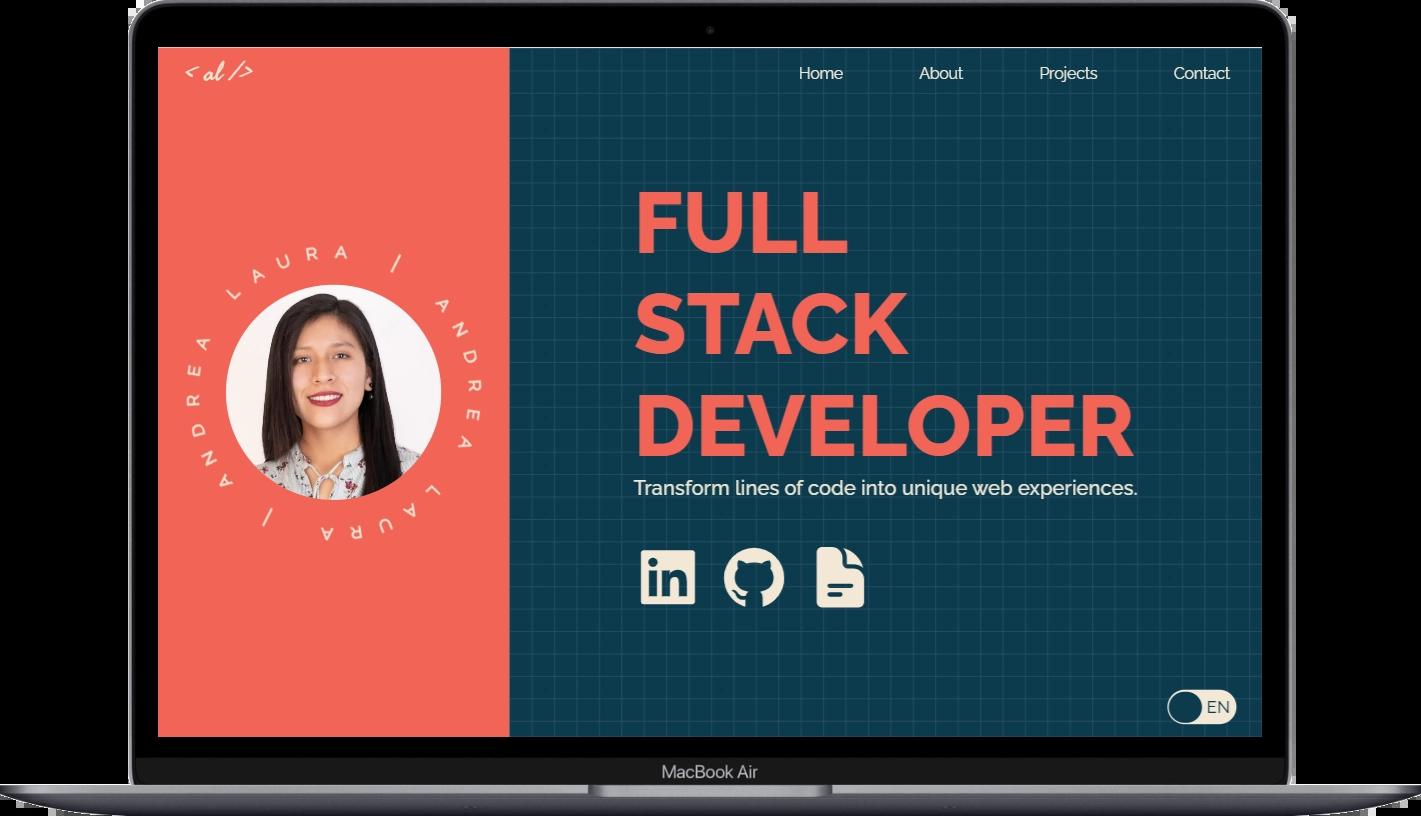 < al />
Home About Projects Contact
LAURA | ANDREA
LAURA | ANDREA
FULL
STACK
DEVELOPER
Transform lines of code into unique web experiences.
in
EN
MacBook Air